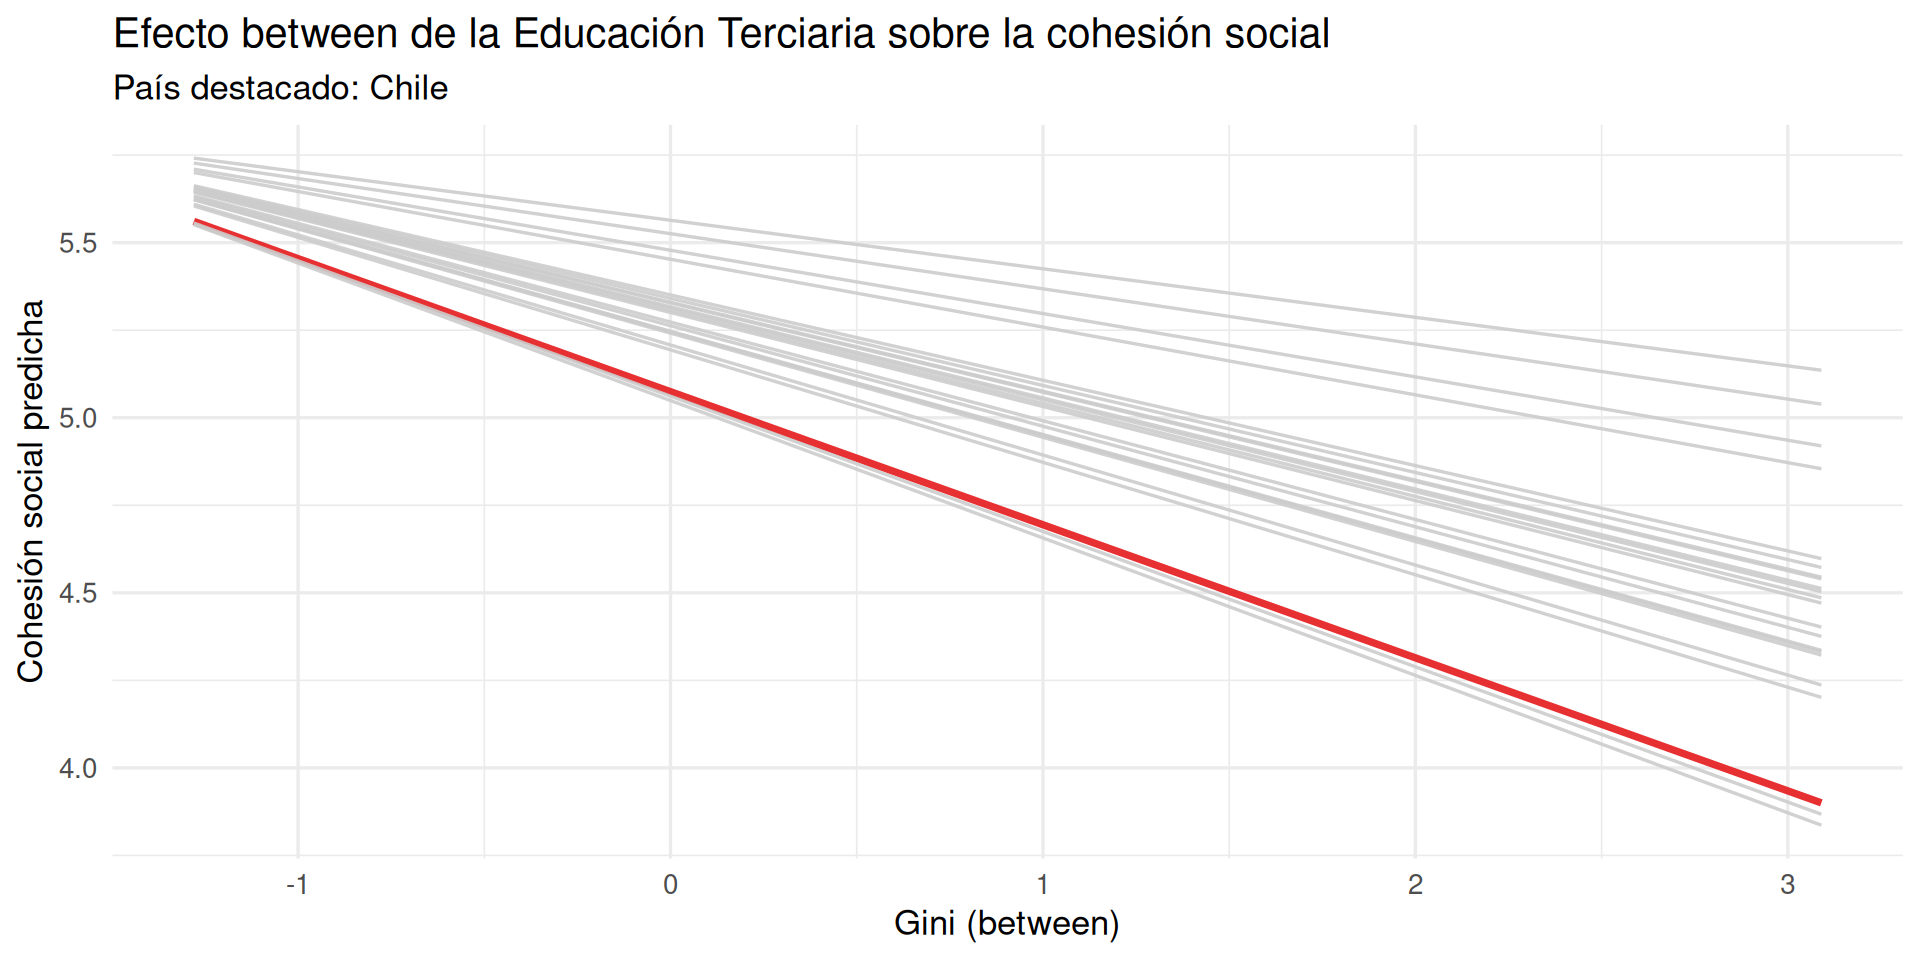 Efecto between de la Educación Terciaria sobre la cohesión social
País destacado: Chile
Cohesión social predicha
5.5
5.0
4.5
4.0
-1
0
1
2
3
Gini (between)